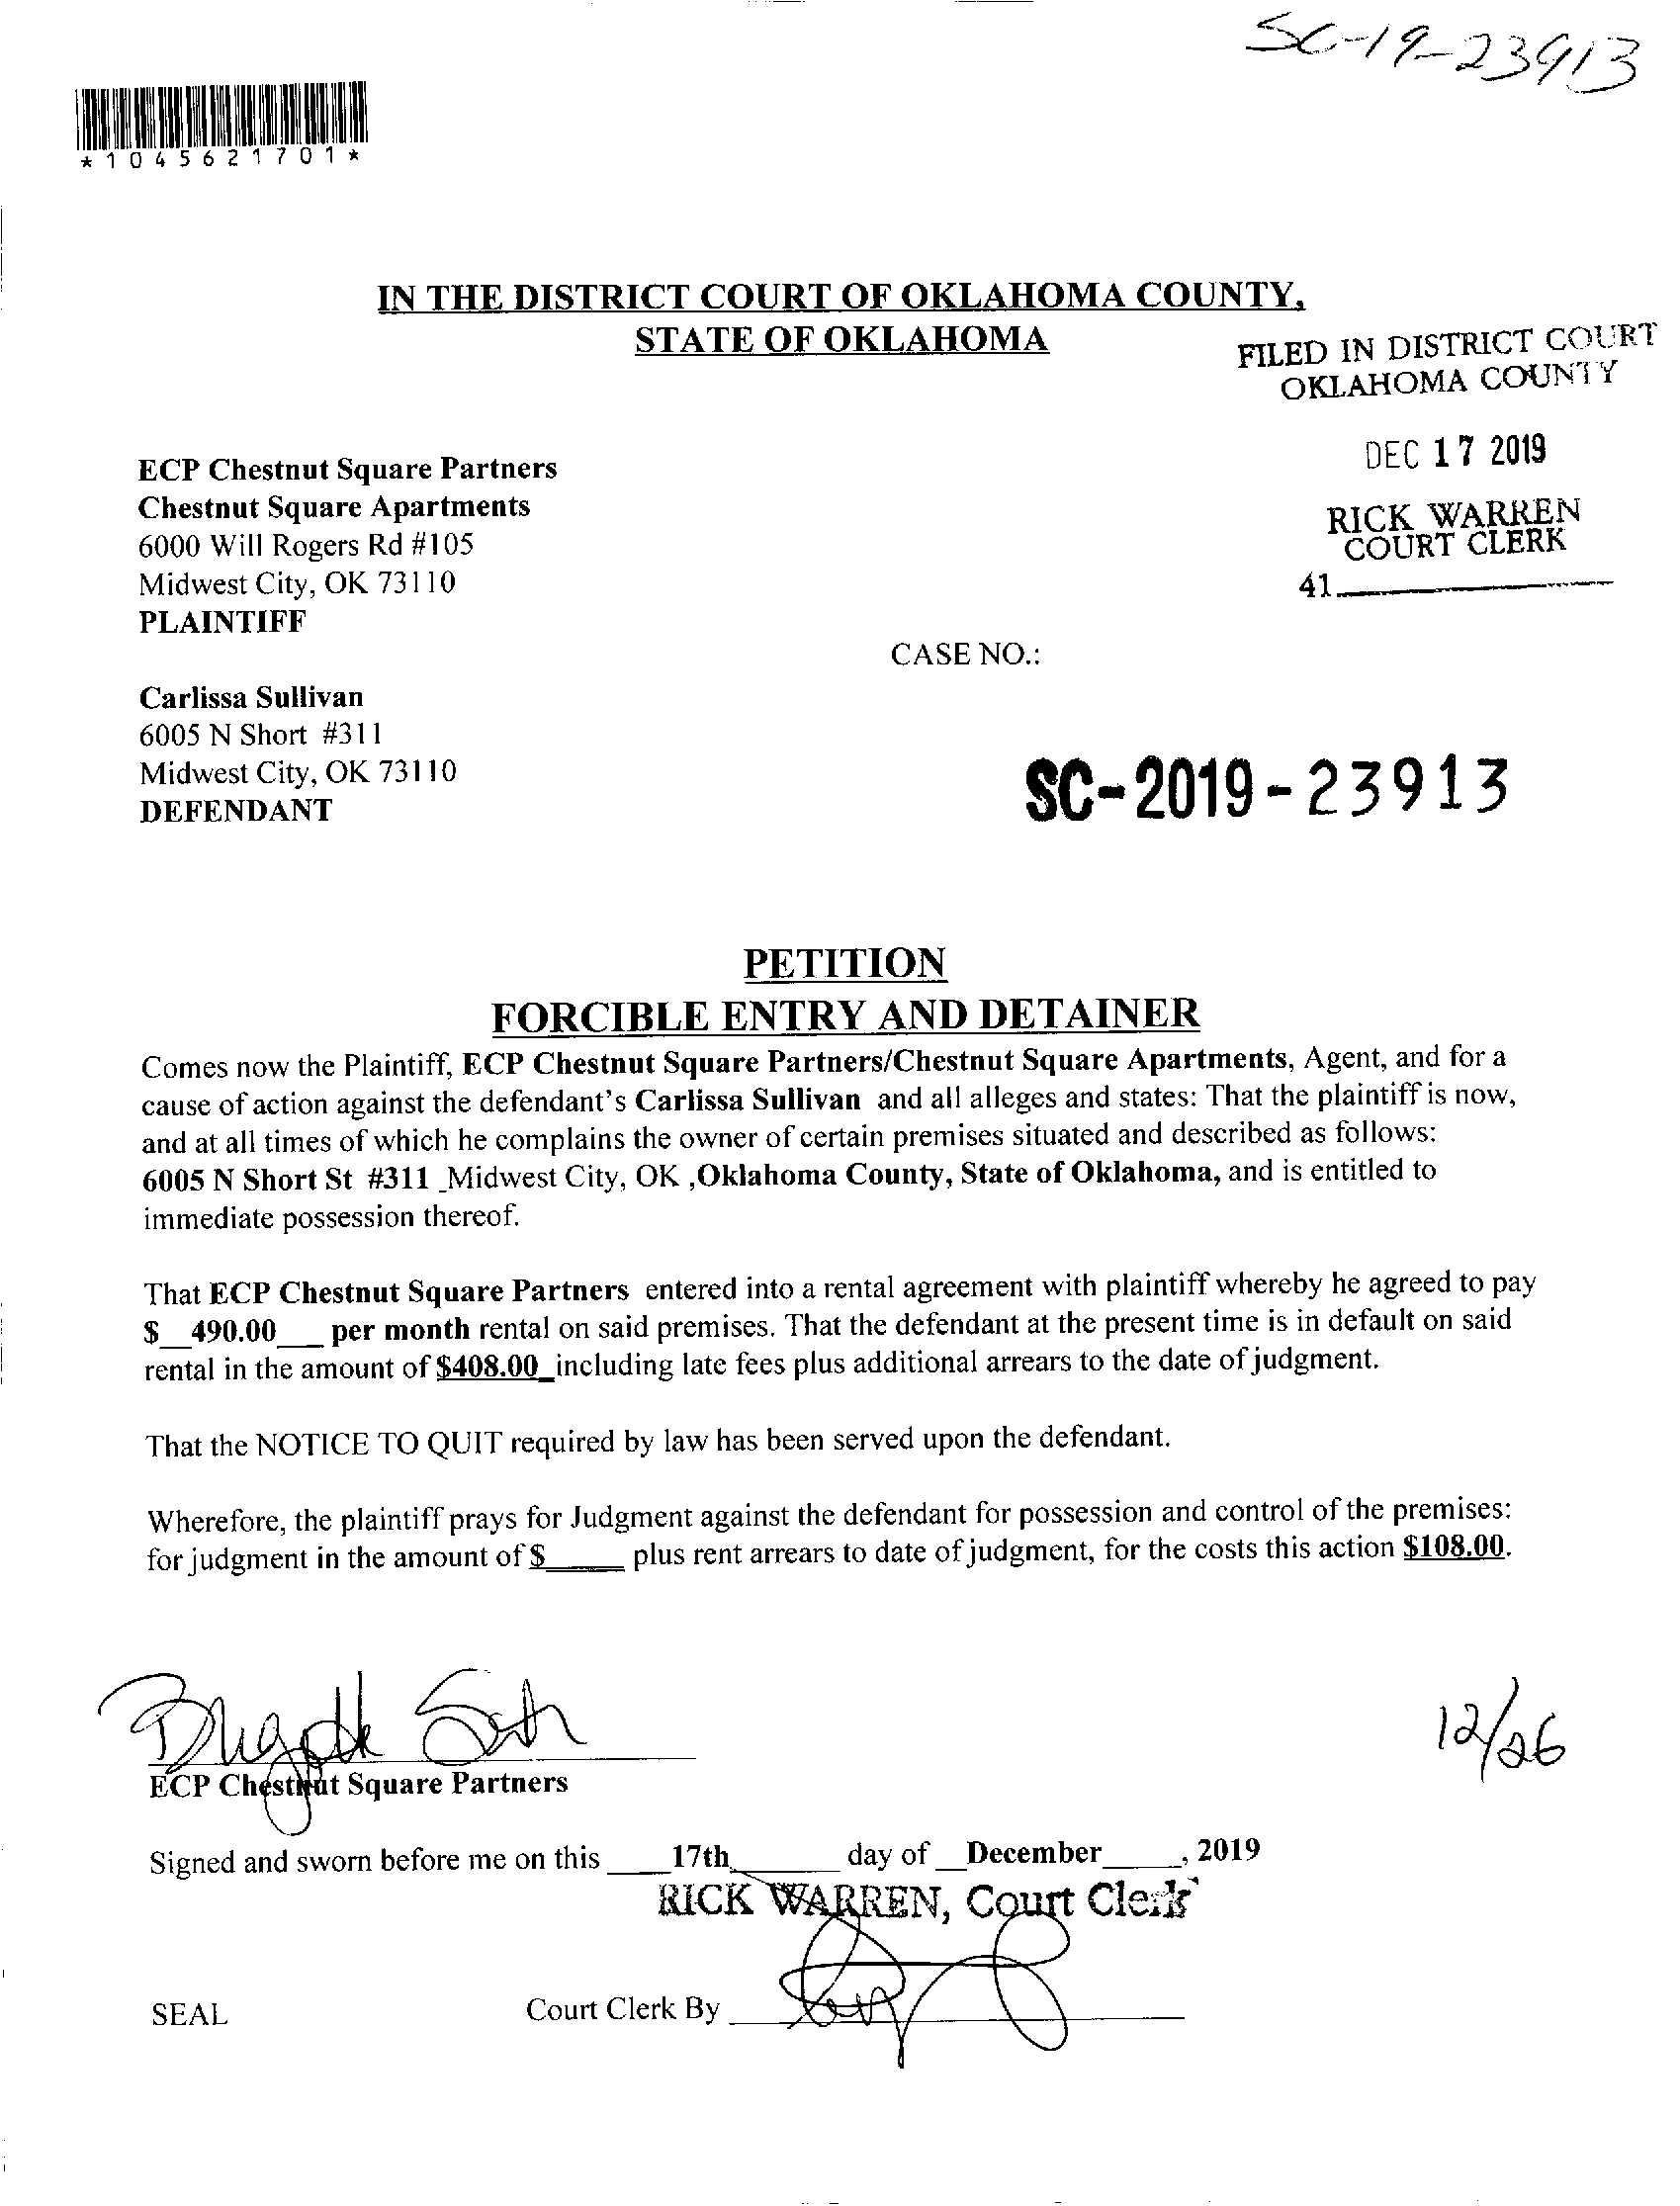 SC-19-23913
*1045621701*
IN THE DISTRICT COURT OF OKLAHOMA COUNTY,
STATE OF OKLAHOMA
FILED IN DISTRICT COURT
OKLAHOMA COUNTY
DEC 17 2019
RICK WARREN
COURT CLERK
41
ECP Chestnut Square Partners
Chestnut Square Apartments
6000 Will Rogers Rd #105
Midwest City, OK 73110
PLAINTIFF
CASE NO.:
Carlissa Sullivan
6005 N Short #311
Midwest City, OK 73110
DEFENDANT
SC-2019-23913
PETITION
FORCIBLE ENTRY AND DETAINER
Comes now the Plaintiff, ECP Chestnut Square Partners/Chestnut Square Apartments, Agent, and for a
cause of action against the defendant's Carlissa Sullivan and all alleges and states: That the plaintiff is now,
and at all times of which he complains the owner of certain premises situated and described as follows:
6005 N Short St #311 _Midwest City, OK ,Oklahoma County, State of Oklahoma, and is entitled to
immediate possession thereof.
That ECP Chestnut Square Partners entered into a rental agreement with plaintiff whereby he agreed to pay
$__490.00___ per month rental on said premises. That the defendant at the present time is in default on said
rental in the amount of $408.00_including late fees plus additional arrears to the date of judgment.
That the NOTICE TO QUIT required by law has been served upon the defendant.
Wherefore, the plaintiff prays for Judgment against the defendant for possession and control of the premises:
for judgment in the amount of $_____ plus rent arrears to date of judgment, for the costs this action $108.00.
12/26
ECP Chestnut Square Partners
Signed and sworn before me on this ____17th_______ day of __December_____, 2019
RICK WARREN, Court Clerk
SEAL
Court Clerk By